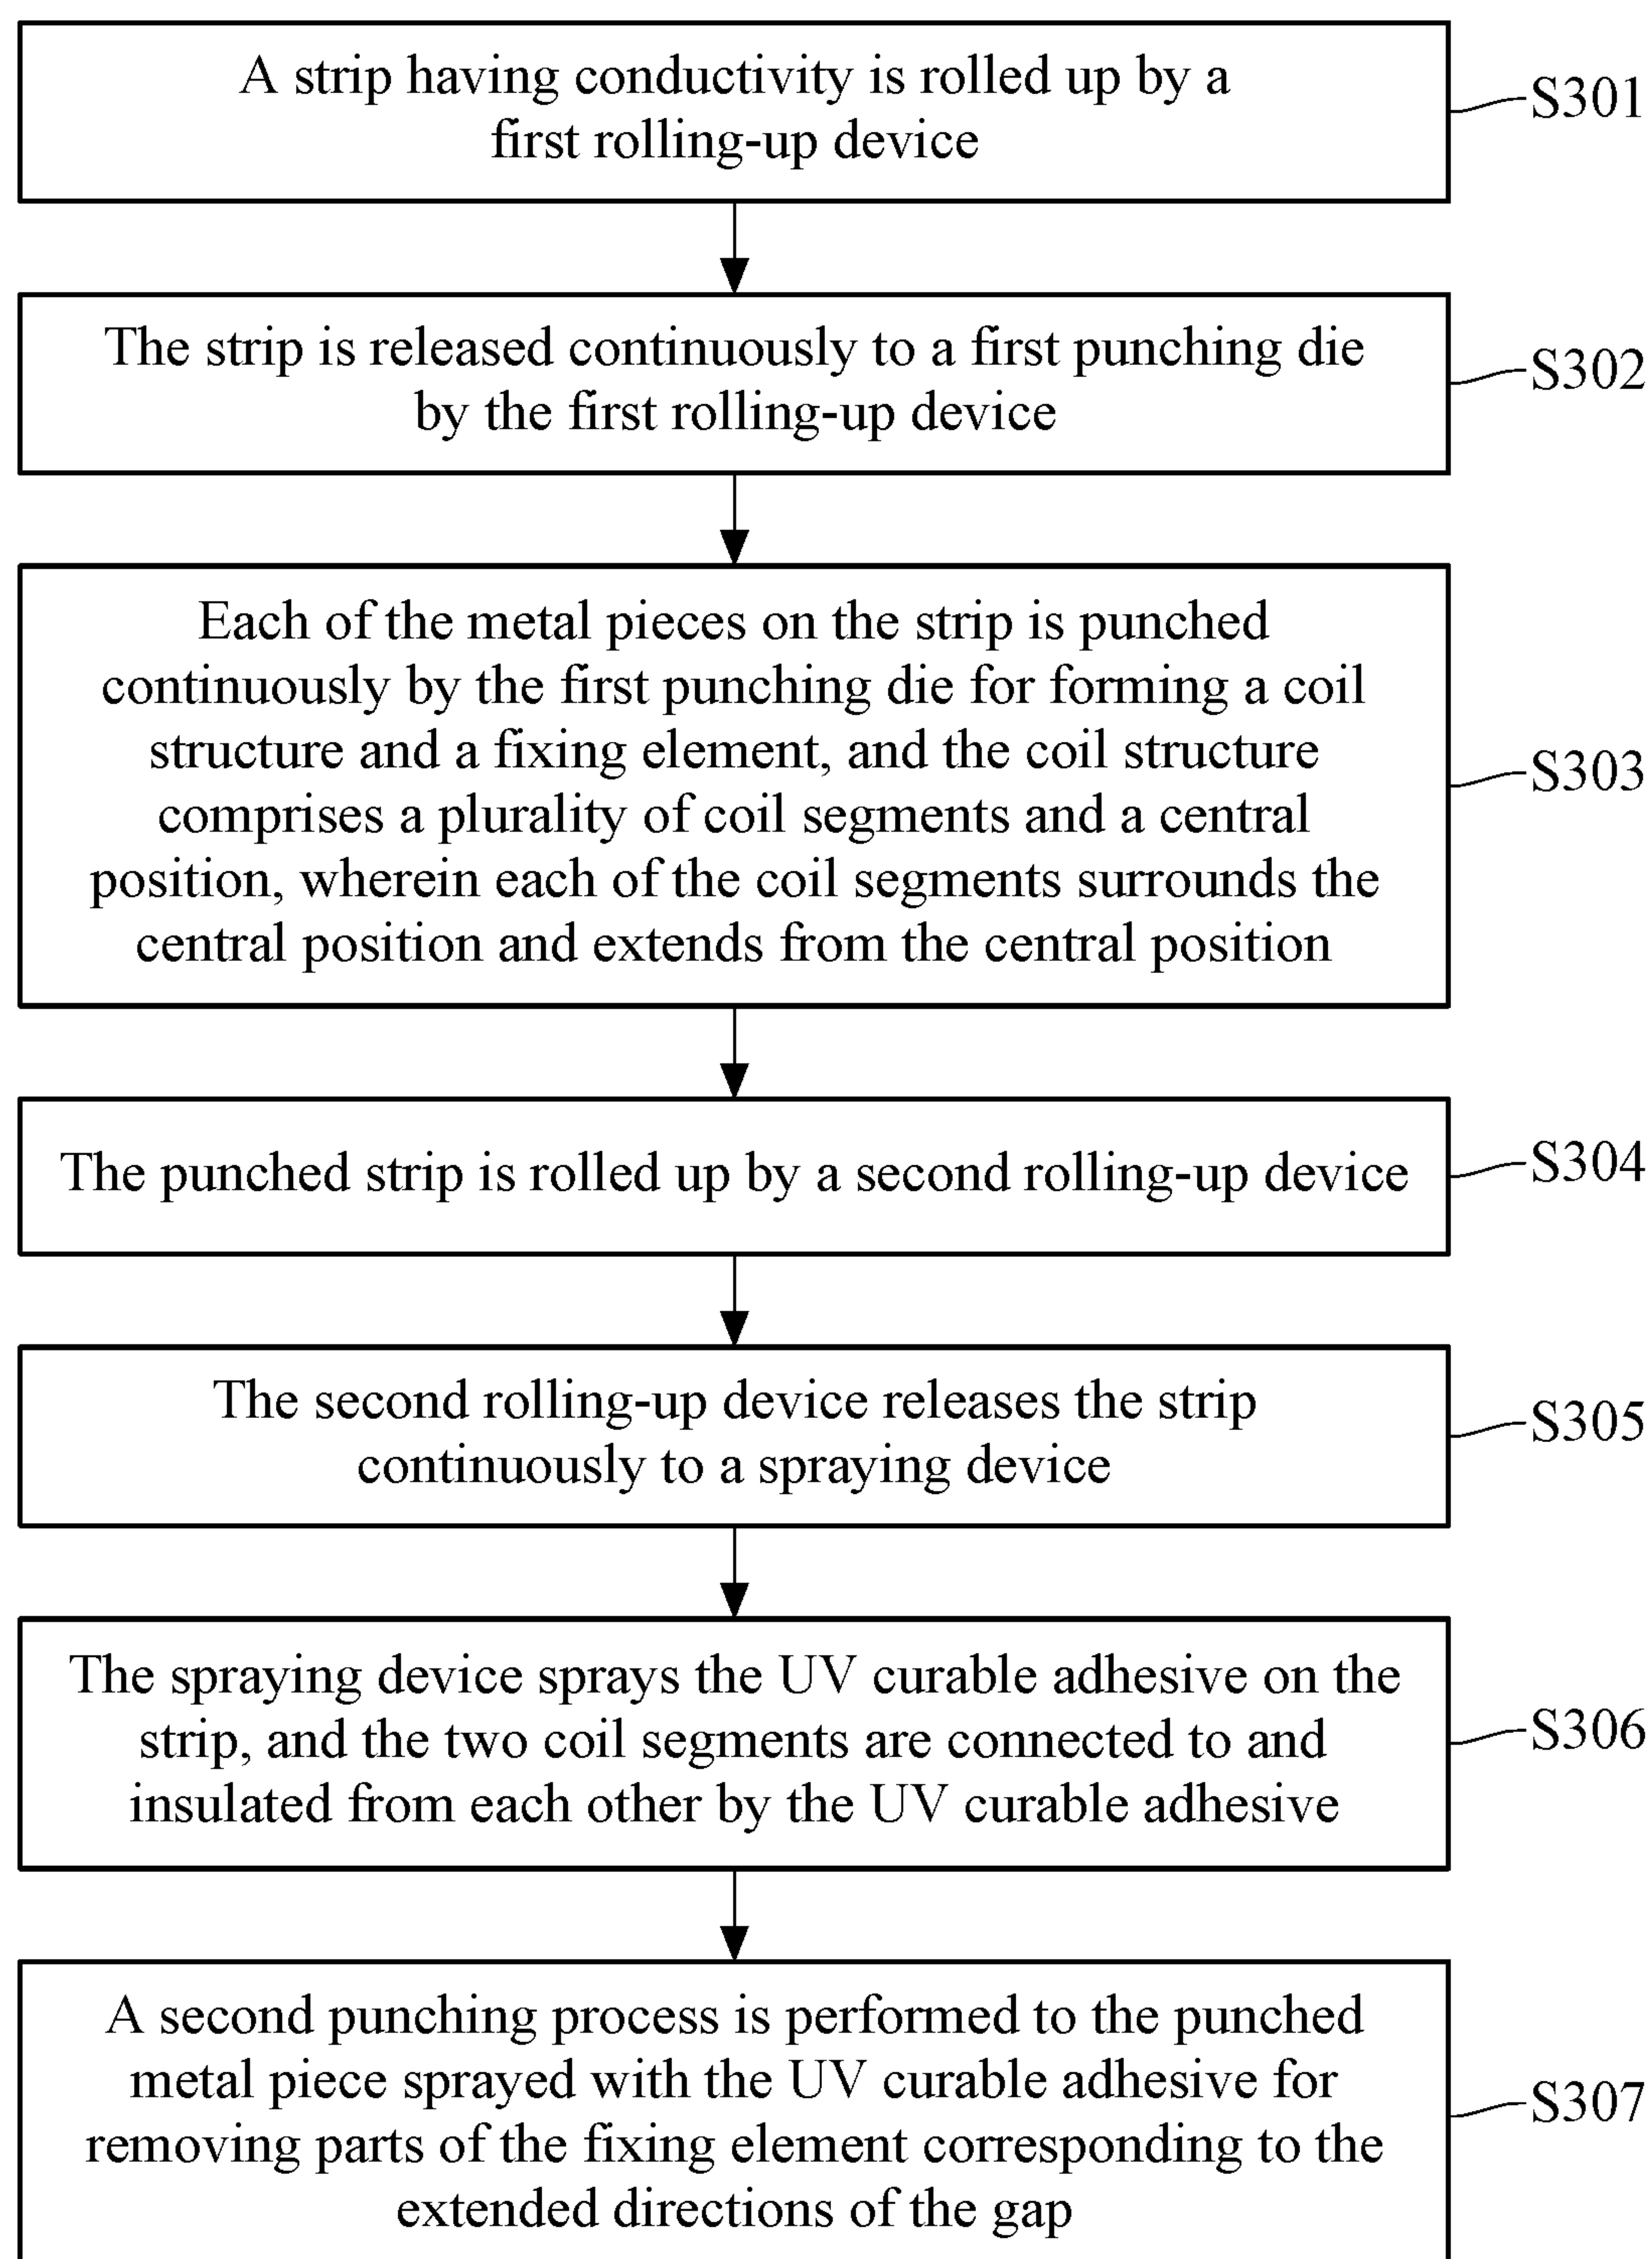 A strip having conductivity is rolled up by a
first rolling-up device
S301
The strip is released continuously to a first punching die
by the first rolling-up device
S302
Each of the metal pieces on the strip is punched
continuously by the first punching die for forming a coil
structure and a fixing element, and the coil structure
comprises a plurality of coil segments and a central
position, wherein each of the coil segments surrounds the
central position and extends from the central position
S303
The punched strip is rolled up by a second rolling-up device
S304
The second rolling-up device releases the strip
continuously to a spraying device
S305
The spraying device sprays the UV curable adhesive on the
strip, and the two coil segments are connected to and
insulated from each other by the UV curable adhesive
S306
A second punching process is performed to the punched
metal piece sprayed with the UV curable adhesive for
removing parts of the fixing element corresponding to the
extended directions of the gap
S307